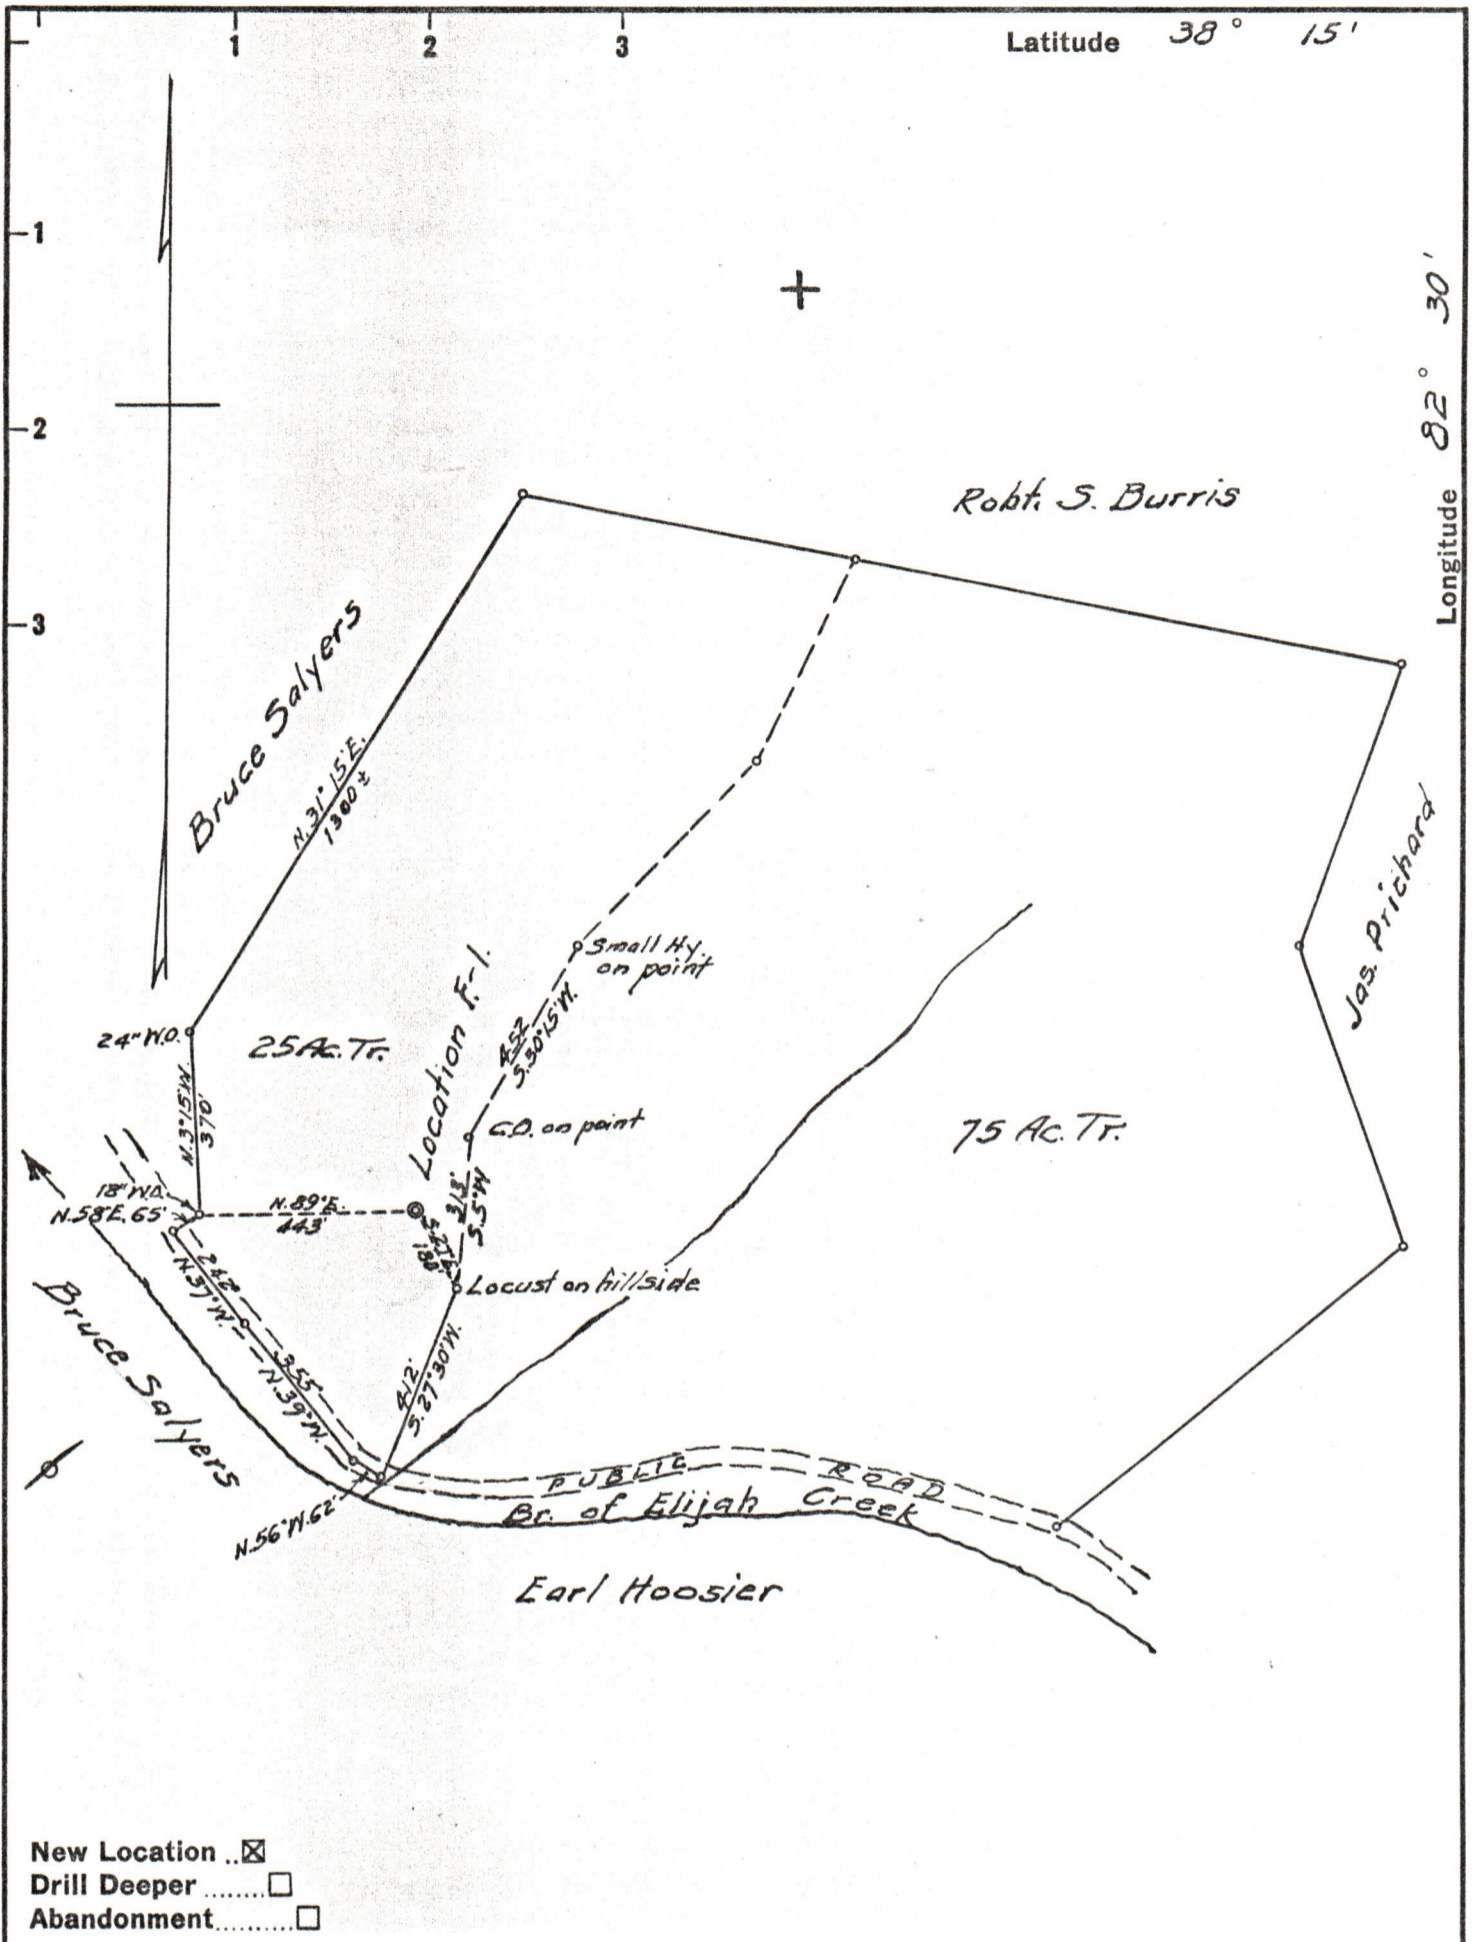 1 2 3
Latitude 38° 15'
1
2
3
Longitude 82° 30'
Robt. S. Burris
Bruce Salyers
N. 31° 15' E.
1300 ±
Jas. Prichard
Small Hy.
on point
Location F-1.
452
S. 30° 15' W.
24" W.O.
25 Ac. Tr.
C.O. on point
75 Ac. Tr.
N. 3° 15' W.
370'
18" W.O.
N. 58° E. 65'
N. 89° E.
443'
313'
S. 5° W
188'
Locust on hillside
242'
N. 37° W.
355'
N. 39° W.
412'
S. 27° 30' W.
Bruce Salyers
N. 56° W. 62'
PUBLIC ROAD
Br. of Elijah Creek
Earl Hoosier
New Location ..☒
Drill Deeper ........☐
Abandonment..........☐